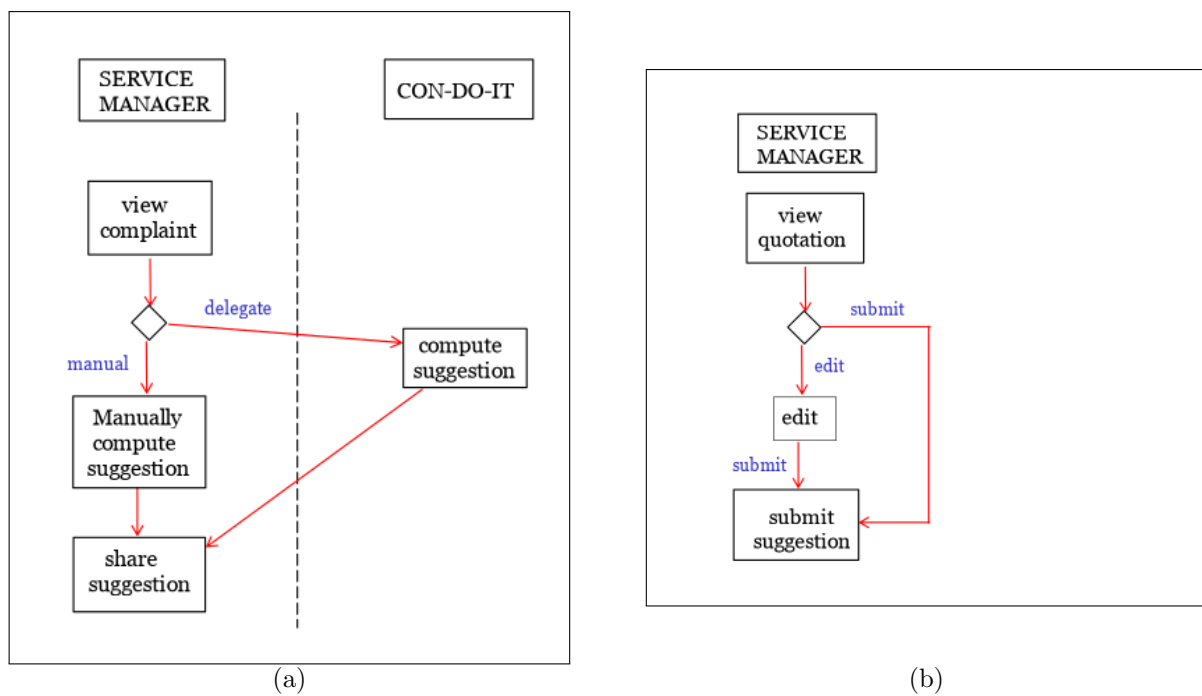 SERVICE
MANAGER
CON-DO-IT
view
complaint
delegate
manual
compute
suggestion
Manually
compute
suggestion
share
suggestion
(a)
SERVICE
MANAGER
view
quotation
submit
edit
edit
submit
submit
suggestion
(b)